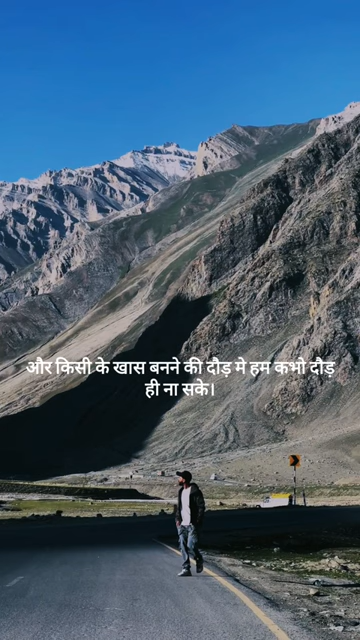 और किसी के खास बनने की दौड़ मे हम कभी दौड़
ही ना सके।